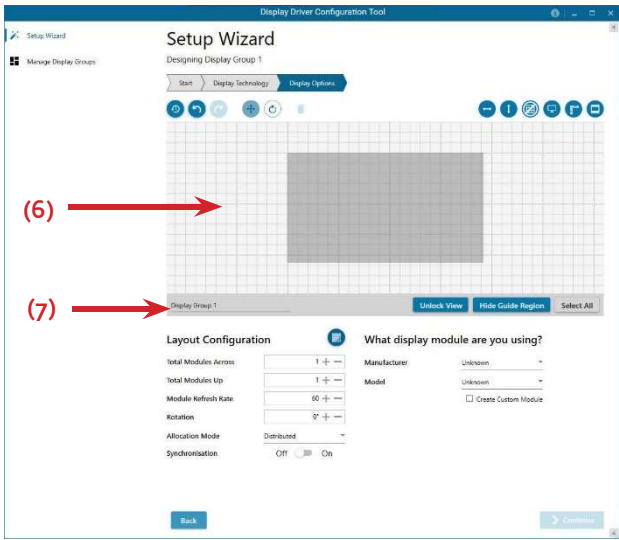 Display Driver Configuration Tool
Setup Wizard
Manage Display Groups
Setup Wizard
Designing Display Group 1
Start Display Technology Display Options
(6)
(7)
Display Group 1
Unlock View Hide Guide Region Select All
Layout Configuration
Total Modules Across 1 + −
Total Modules Up 1 + −
Module Refresh Rate 60 + −
Rotation 0° + −
Allocation Mode Distributed
Synchronisation Off On
What display module are you using?
Manufacturer Unknown
Model Unknown
Create Custom Module
Back
Continue